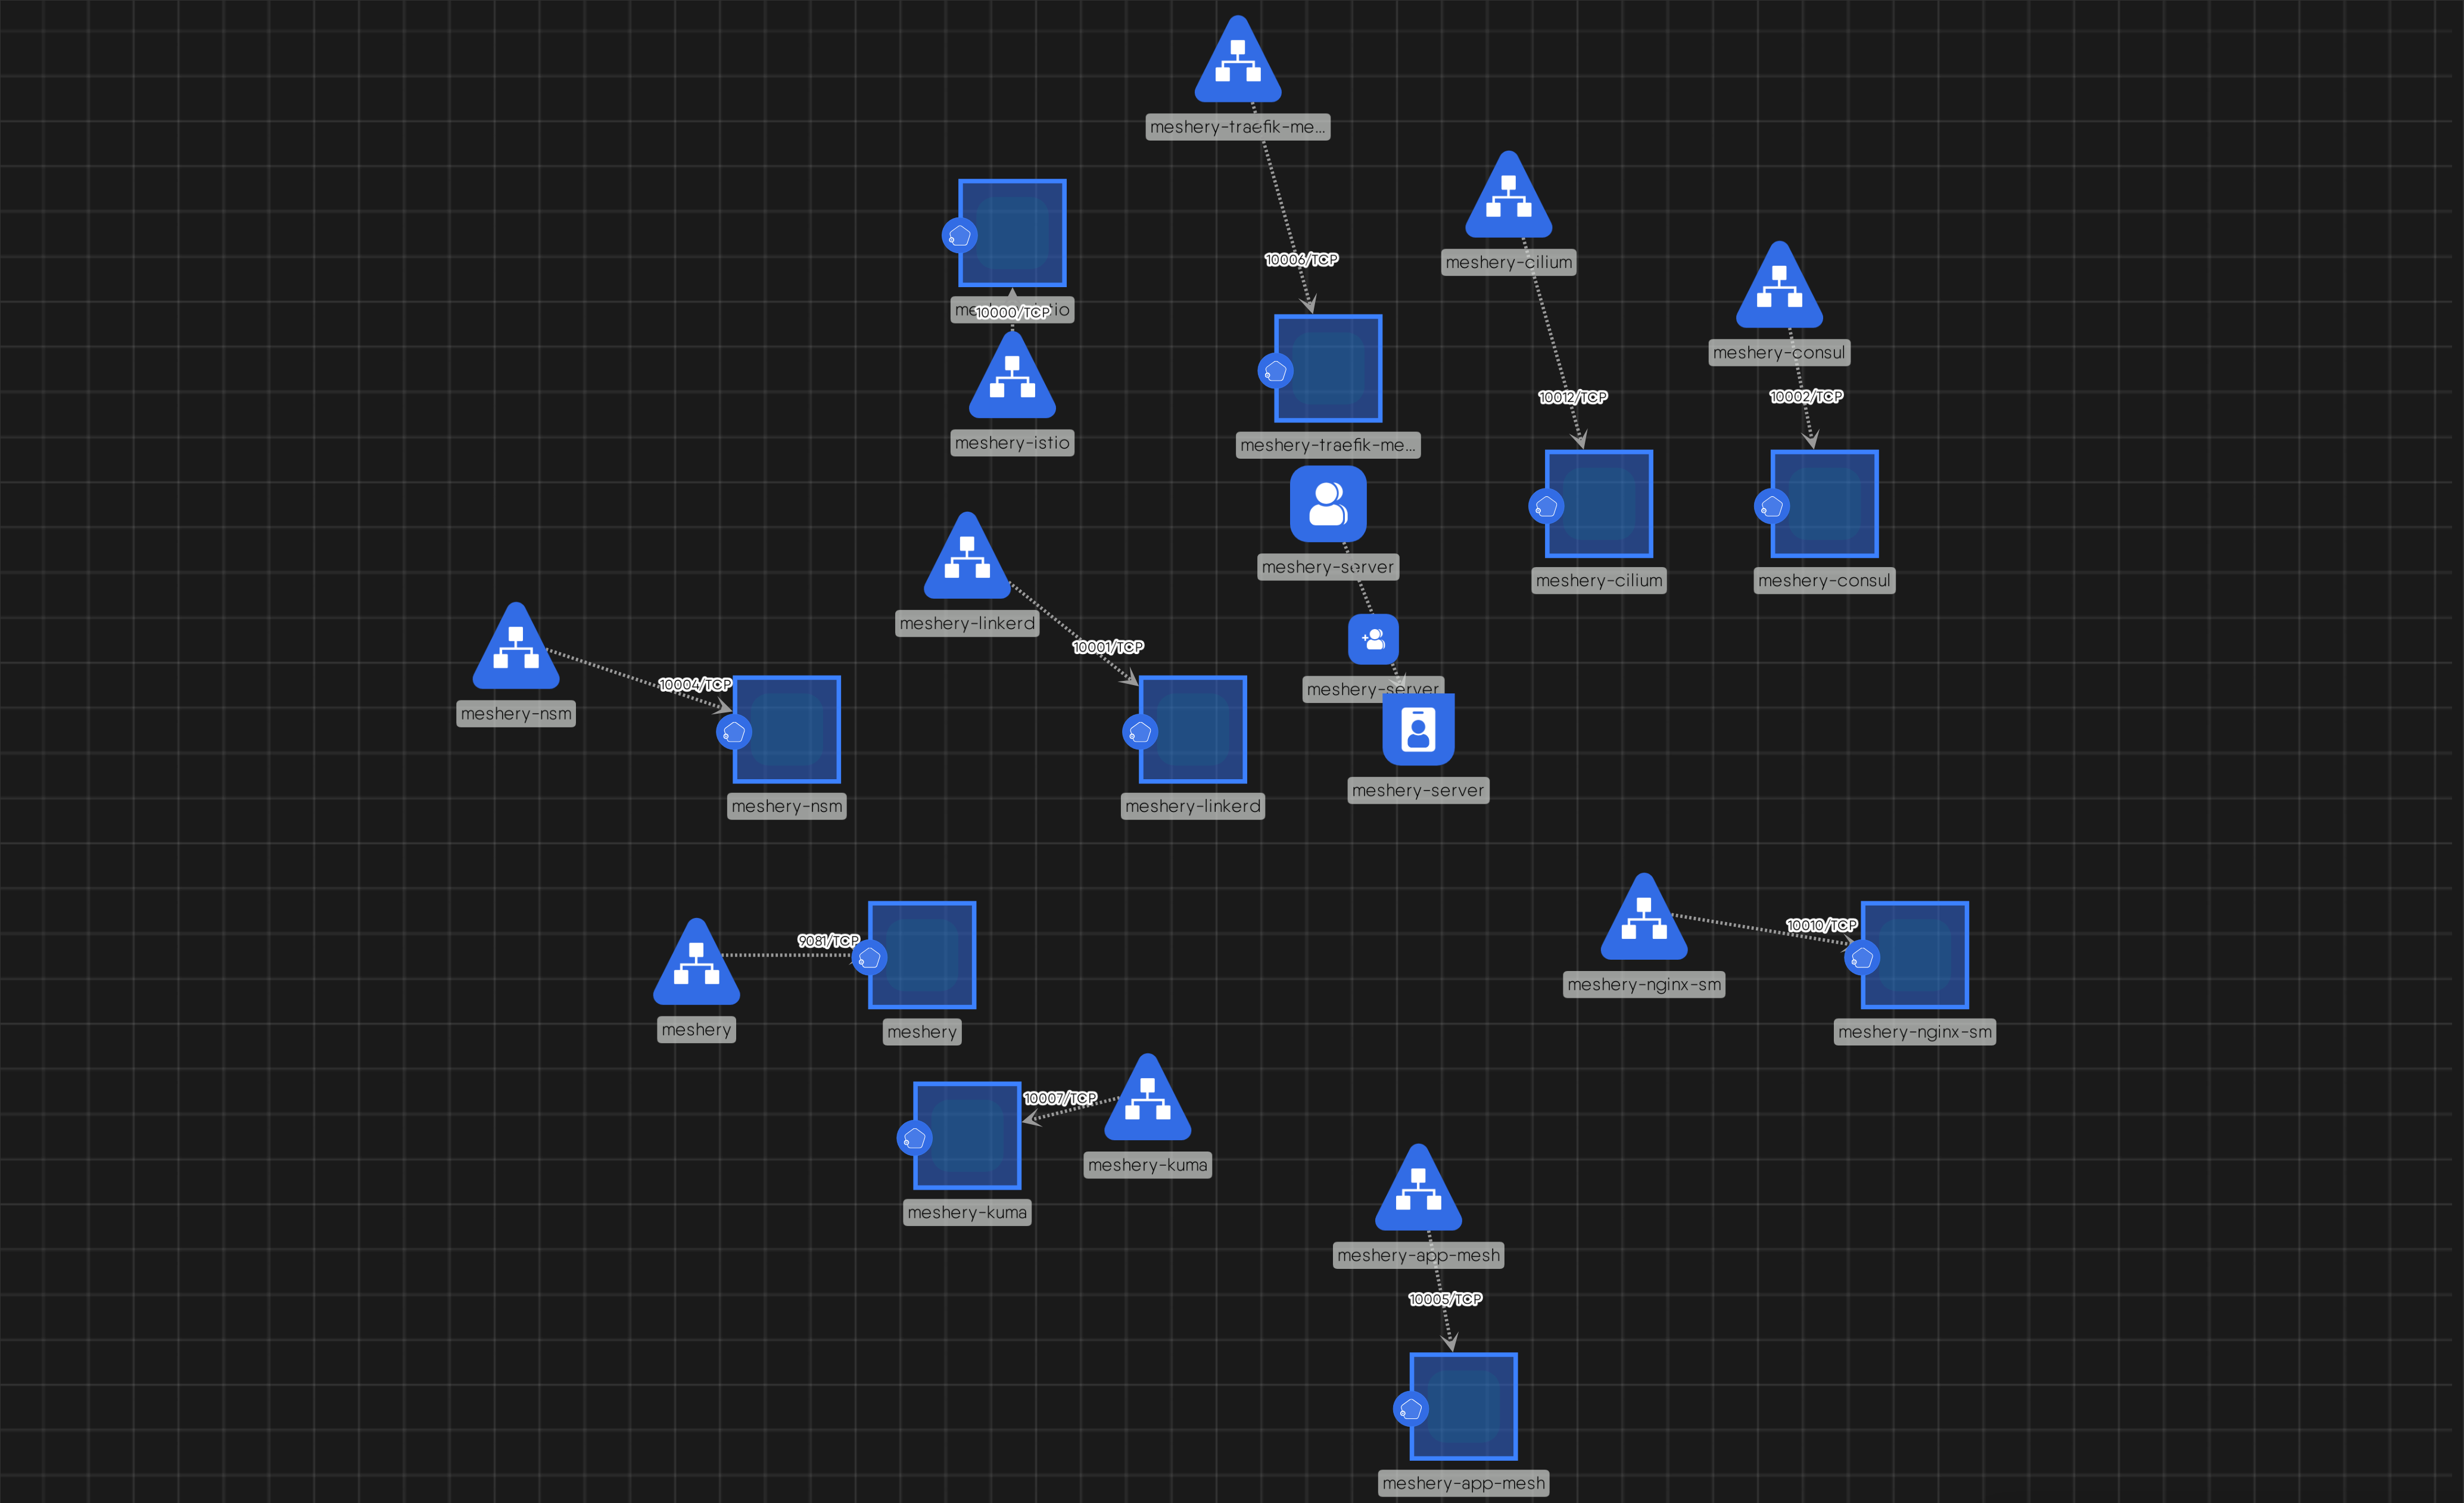 meshery-traefik-me...
10006/TCP
meshery-traefik-me...
meshery-cilium
10012/TCP
meshery-cilium
meshery-consul
10002/TCP
meshery-consul
10000/TCP
meshery-istio
meshery-server
meshery-server
meshery-server
meshery-linkerd
10001/TCP
meshery-linkerd
meshery-nsm
10004/TCP
meshery-nsm
meshery
9081/TCP
meshery
meshery-nginx-sm
10010/TCP
meshery-nginx-sm
10007/TCP
meshery-kuma
meshery-kuma
meshery-app-mesh
10005/TCP
meshery-app-mesh